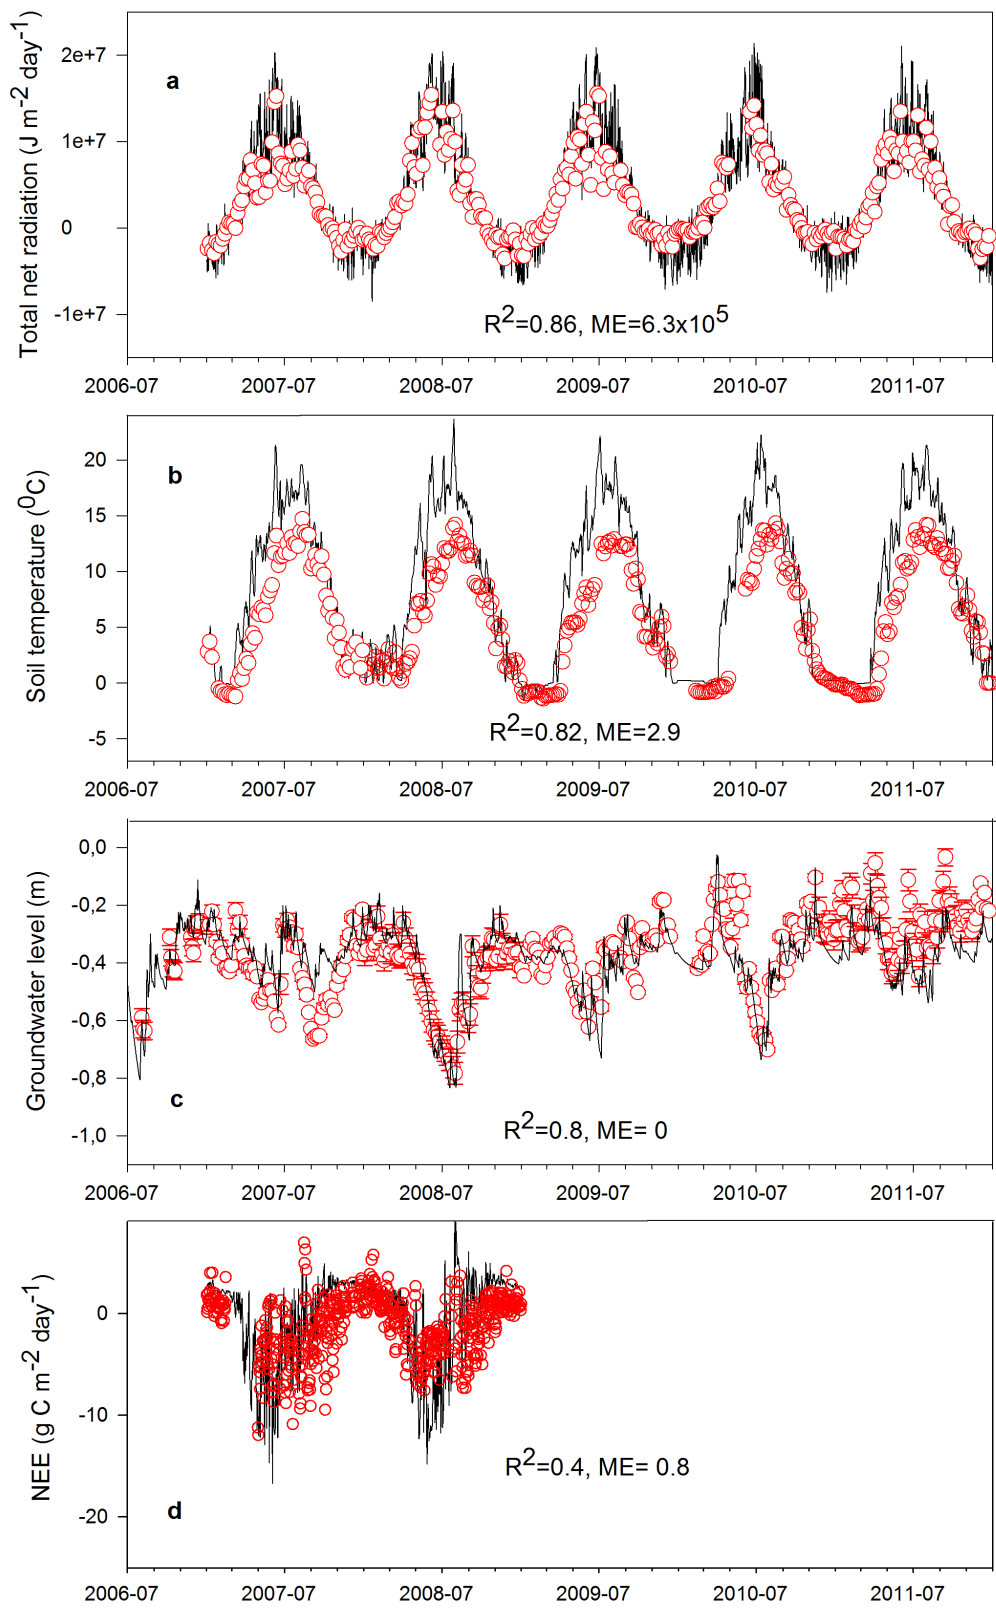 Total net radiation (J m-2 day-1)
2e+7
1e+7
0
-1e+7
a
R2=0.86, ME=6.3x105
2006-07 2007-07 2008-07 2009-07 2010-07 2011-07
Soil temperature (0C)
20
15
10
5
0
-5
b
R2=0.82, ME=2.9
2006-07 2007-07 2008-07 2009-07 2010-07 2011-07
Groundwater level (m)
0,0
-0,2
-0,4
-0,6
-0,8
-1,0
c
R2=0.8, ME= 0
2006-07 2007-07 2008-07 2009-07 2010-07 2011-07
NEE (g C m-2 day-1)
0
-10
-20
R2=0.4, ME= 0.8
d
2006-07 2007-07 2008-07 2009-07 2010-07 2011-07